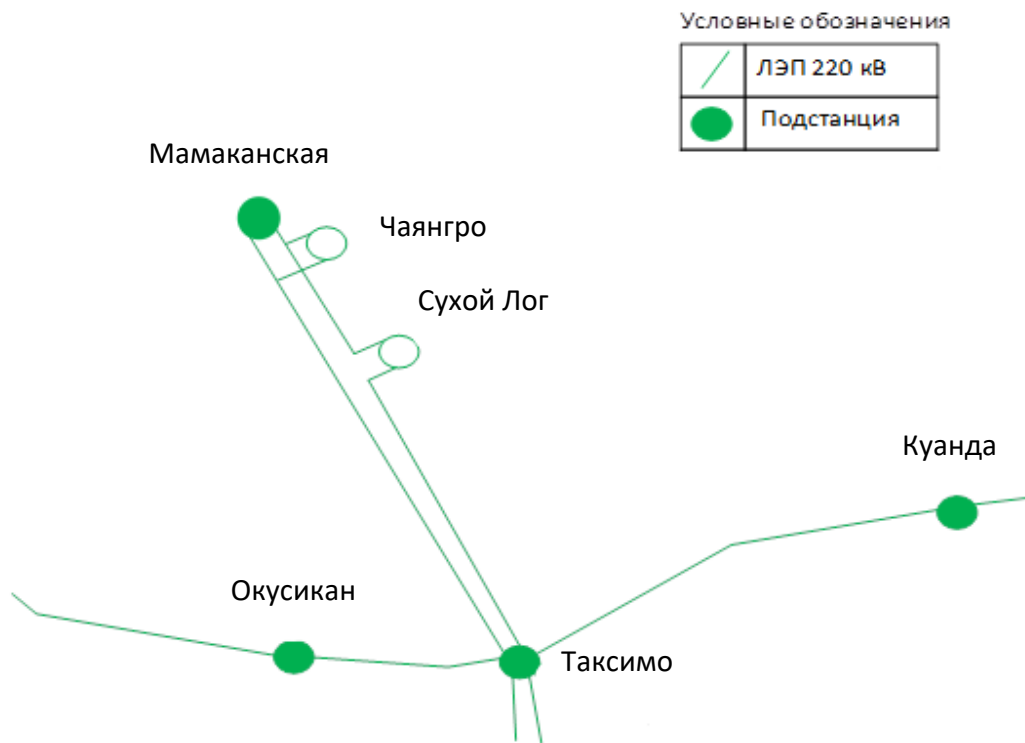 Условные обозначения
ЛЭП 220 кВ
Подстанция
Мамаканская
Чаянгро
Сухой Лог
Куанда
Окусикан
Таксимо